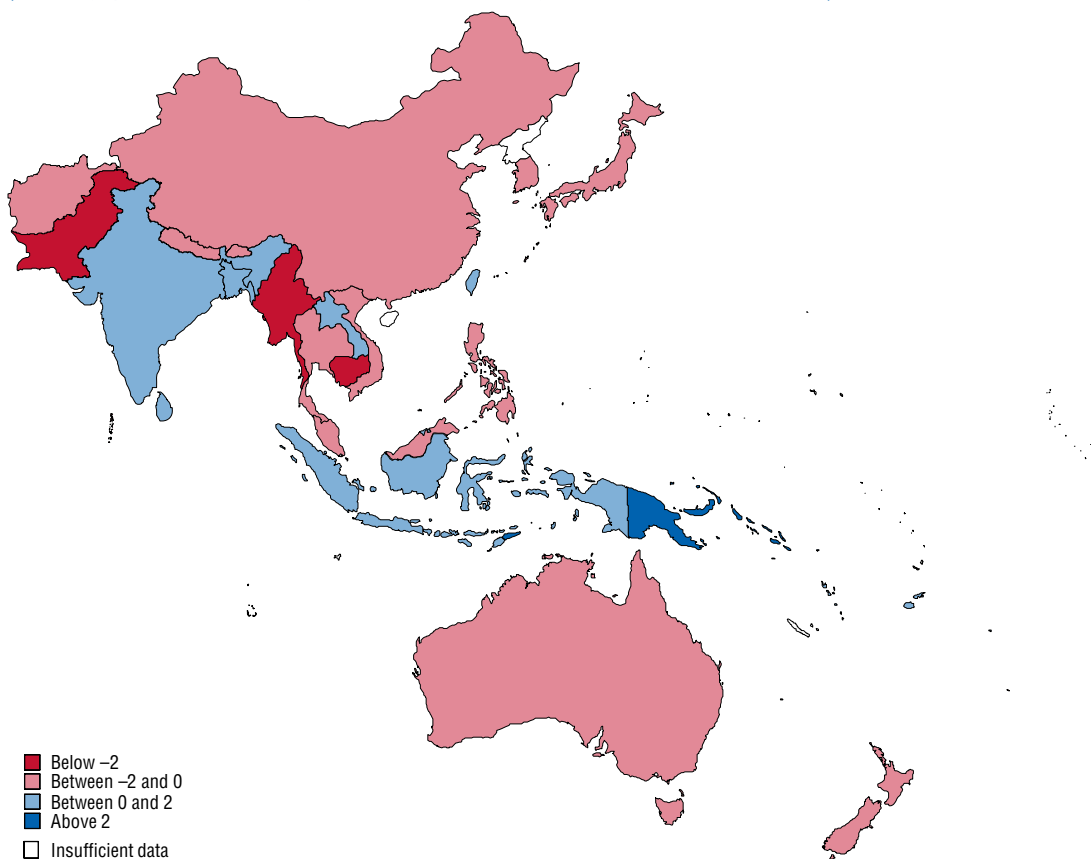 Below –2
Between –2 and 0
Between 0 and 2
Above 2
Insufficient data